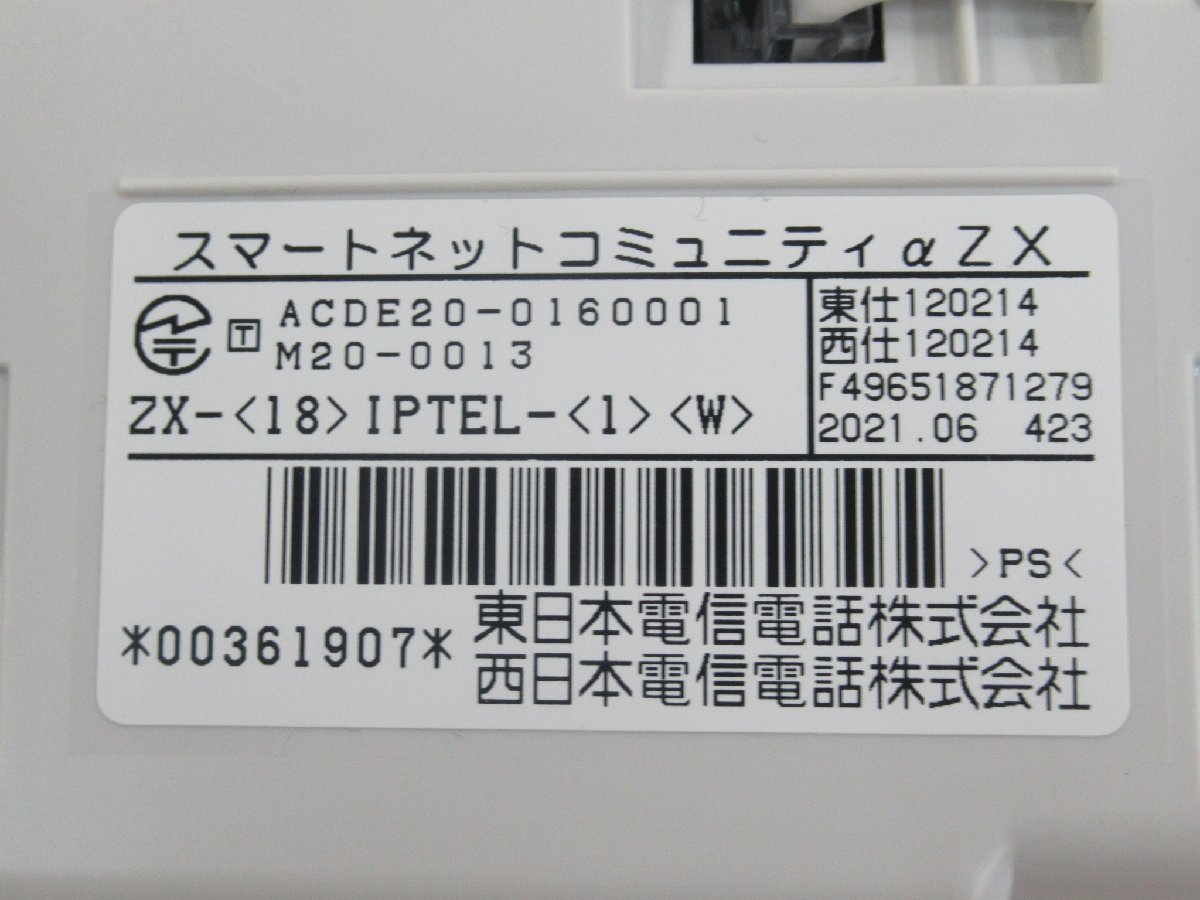 スマートネットコミュニティαZX
T ACDE20-0160001
M20-0013
ZX-<18>IPTEL-<1><W>
東仕120214
西仕120214
F49651871279
2021.06 423
>PS<
*00361907*
東日本電信電話株式会社
西日本電信電話株式会社